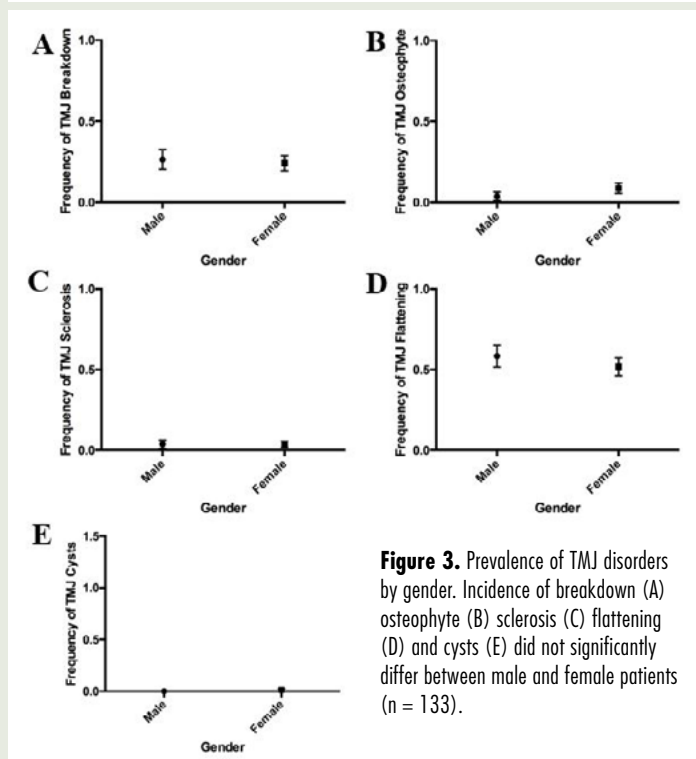 A
Frequency of TMJ Breakdown
1.0
0.5
0.0
Male
Female
Gender
B
Frequency of TMJ Osteophyte
1.0
0.5
0.0
Male
Female
Gender
C
Frequency of TMJ Sclerosis
1.0
0.5
0.0
Male
Female
Gender
D
Frequency of TMJ Flattening
1.0
0.5
0.0
Male
Female
Gender
E
Frequency of TMJ Cysts
1.5
1.0
0.5
0.0
Male
Female
Gender
Figure 3. Prevalence of TMJ disorders
by gender. Incidence of breakdown (A)
osteophyte (B) sclerosis (C) flattening
(D) and cysts (E) did not significantly
differ between male and female patients
(n = 133).